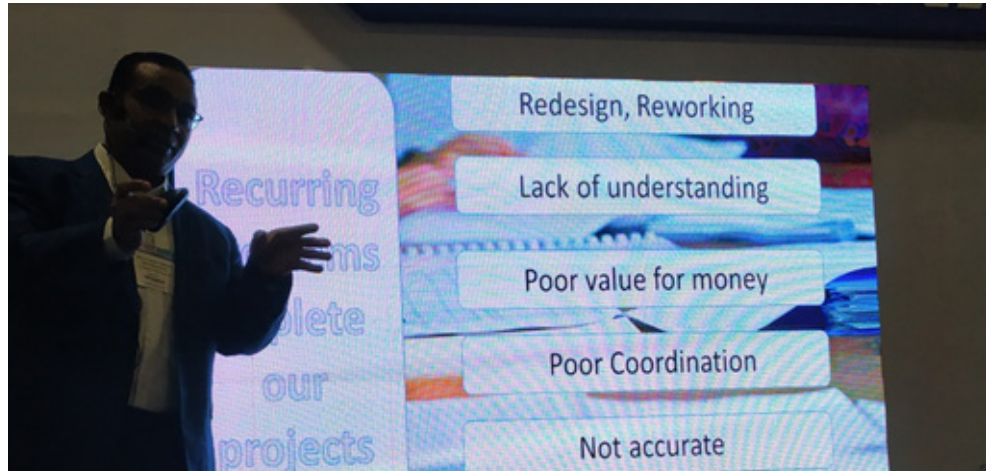 Recurring
our
projects
Redesign, Reworking
Lack of understanding
Poor value for money
Poor Coordination
Not accurate